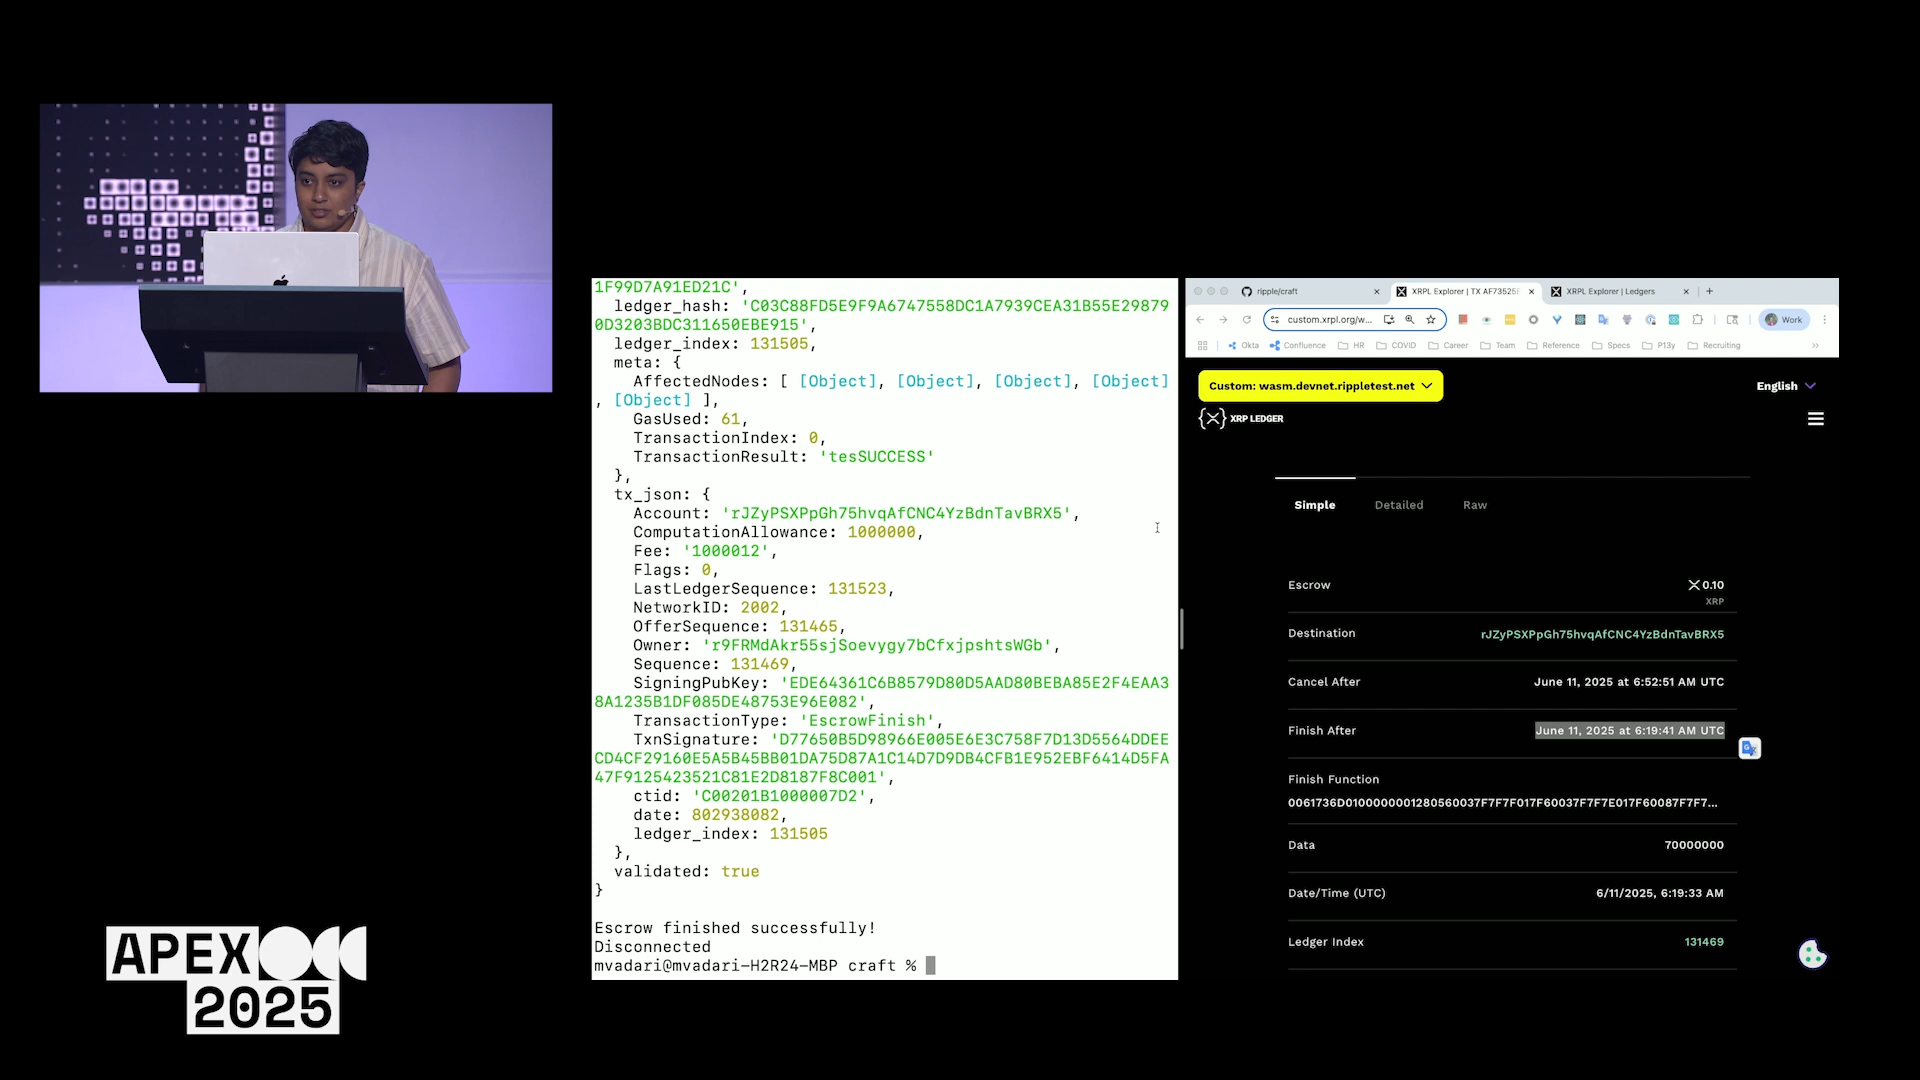 1F99D7A91ED21C',
ledger_hash: 'C03C88FD5E9F9A6747558DC1A7939CEA31B55E29879
0D3203BDC311650EBE915',
ledger_index: 131505,
meta: {
AffectedNodes: [ [Object], [Object], [Object], [Object]
, [Object] ],
GasUsed: 61,
TransactionIndex: 0,
TransactionResult: 'tesSUCCESS'
},
tx_json: {
Account: 'rJZyPSXPpGh75hvqAfCNC4YzBdnTavBRX5',
ComputationAllowance: 1000000,
Fee: '1000012',
Flags: 0,
LastLedgerSequence: 131523,
NetworkID: 2002,
OfferSequence: 131465,
Owner: 'r9FRMdAkr55sjSoevygy7bCfxjpshtsWGb',
Sequence: 131469,
SigningPubKey: 'EDE64361C6B8579D80D5AAD80BEBA85E2F4EAA3
8A1235B1DF085DE48753E96E082',
TransactionType: 'EscrowFinish',
TxnSignature: 'D77650B5D98966E005E6E3C758F7D13D5564DDEE
CD4CF29160E5A5B45BB01DA75D87A1C14D7D9DB4CFB1E952EBF6414D5FA
47F9125423521C81E2D8187F8C001',
ctid: 'C00201B1000007D2',
date: 802938082,
ledger_index: 131505
},
validated: true
}
Escrow finished successfully!
Disconnected
mvadari@mvadari-H2R24-MBP craft %
ripple/craft
XRPL Explorer | TX AF73525
XRPL Explorer | Ledgers
custom.xrpl.org/w...
Work
Okta Confluence HR COVID Career Team Reference Specs P13y Recruiting
Custom: wasm.devnet.rippletest.net
English
XRP LEDGER
Simple Detailed Raw
Escrow 0.10
XRP
Destination rJZyPSXPpGh75hvqAfCNC4YzBdnTavBRX5
Cancel After June 11, 2025 at 6:52:51 AM UTC
Finish After June 11, 2025 at 6:19:41 AM UTC
Finish Function
0061736D0100000001280560037F7F7F017F60037F7F7E017F60087F7F7...
Data 70000000
Date/Time (UTC) 6/11/2025, 6:19:33 AM
Ledger Index 131469
APEX
2025